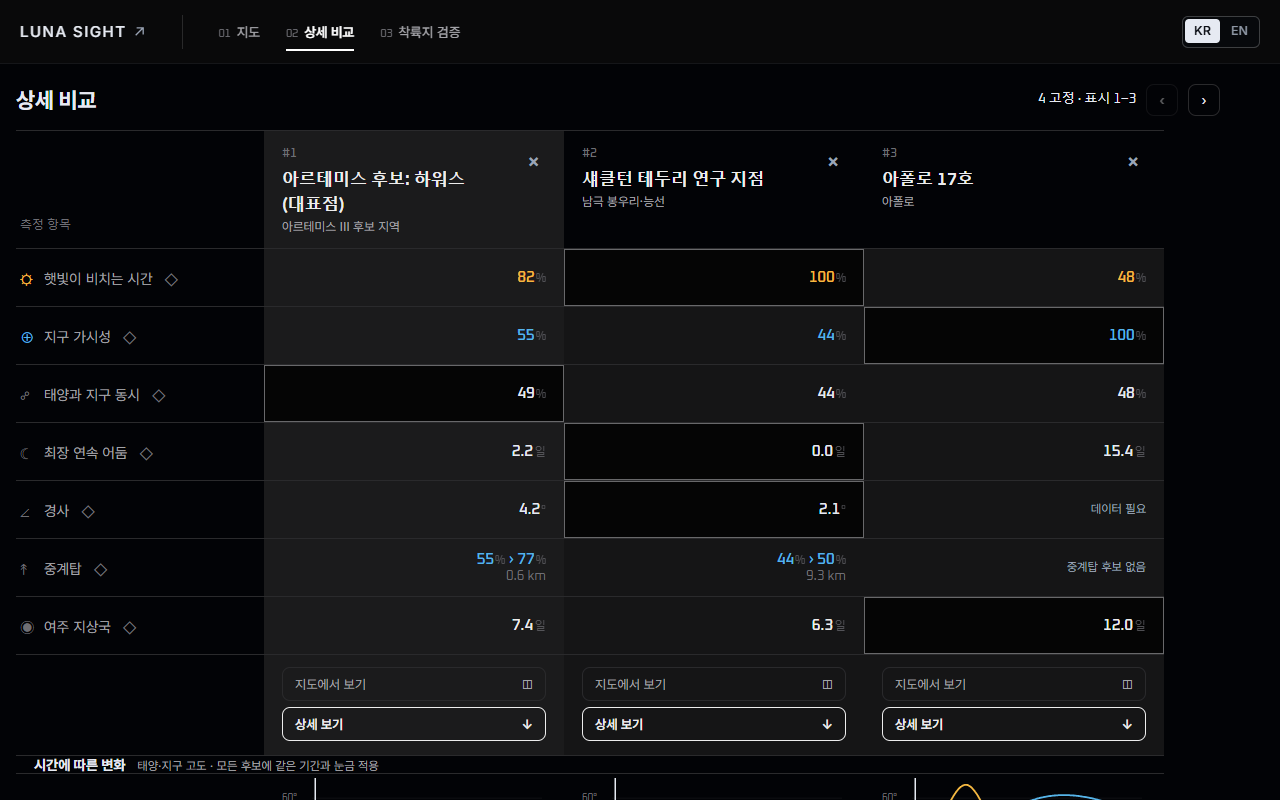 LUNA SIGHT ↗
01 지도
02 상세 비교
03 착륙지 검증
KR EN
상세 비교
4 고정 · 표시 1–3
‹ ›
측정 항목
#1
아르테미스 후보: 하워스
(대표점)
아르테미스 III 후보 지역
×
#2
섀클턴 테두리 연구 지점
남극 봉우리·능선
×
#3
아폴로 17호
아폴로
×
햇빛이 비치는 시간 82% 100% 48%
지구 가시성 55% 44% 100%
태양과 지구 동시 49% 44% 48%
최장 연속 어둠 2.2일 0.0일 15.4일
경사 4.2° 2.1° 데이터 필요
중계탑 55% › 77% 44% › 50% 중계탑 후보 없음
0.6 km 9.3 km
여주 지상국 7.4일 6.3일 12.0일
지도에서 보기 지도에서 보기 지도에서 보기
상세 보기 ↓ 상세 보기 ↓ 상세 보기 ↓
시간에 따른 변화 태양·지구 고도 · 모든 후보에 같은 기간과 눈금 적용
60° 60° 60°